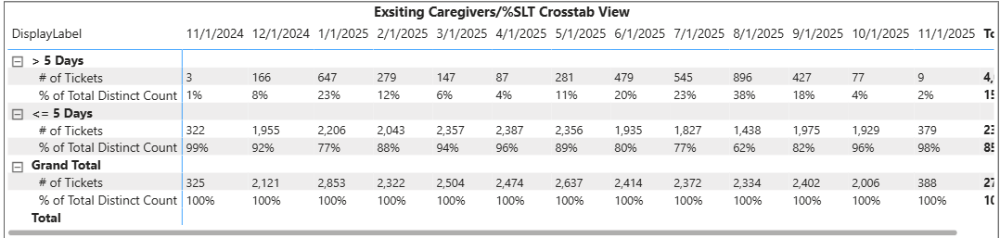 Exsiting Caregivers/%SLT Crosstab View
DisplayLabel 11/1/2024 12/1/2024 1/1/2025 2/1/2025 3/1/2025 4/1/2025 5/1/2025 6/1/2025 7/1/2025 8/1/2025 9/1/2025 10/1/2025 11/1/2025
> 5 Days
# of Tickets 3 166 647 279 147 87 281 479 545 896 427 77 9
% of Total Distinct Count 1% 8% 23% 12% 6% 4% 11% 20% 23% 38% 18% 4% 2%
<= 5 Days
# of Tickets 322 1,955 2,206 2,043 2,357 2,387 2,356 1,935 1,827 1,438 1,975 1,929 379
% of Total Distinct Count 99% 92% 77% 88% 94% 96% 89% 80% 77% 62% 82% 96% 98%
Grand Total
# of Tickets 325 2,121 2,853 2,322 2,504 2,474 2,637 2,414 2,372 2,334 2,402 2,006 388
% of Total Distinct Count 100% 100% 100% 100% 100% 100% 100% 100% 100% 100% 100% 100% 100%
Total